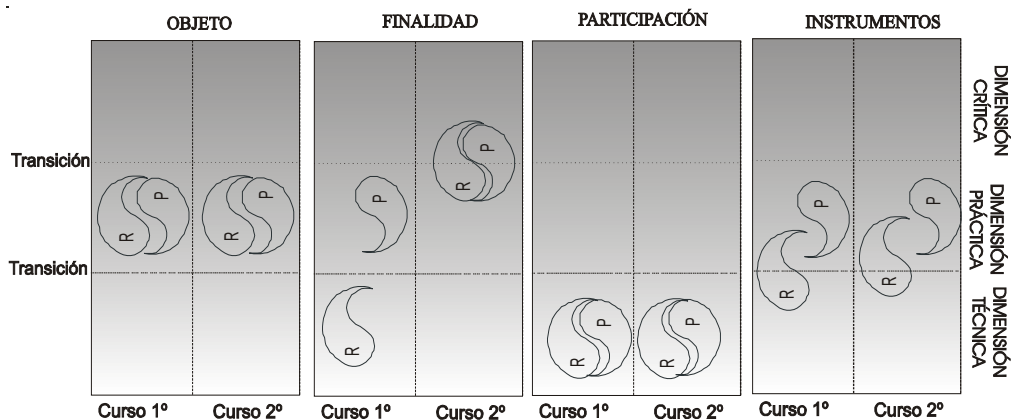 OBJETO
FINALIDAD
PARTICIPACIÓN
INSTRUMENTOS
Transición
Transición
R P
R P
R
P
R P
R P
R P
R P
R P
DIMENSIÓN
CRÍTICA
DIMENSIÓN
PRÁCTICA
DIMENSIÓN
TÉCNICA
Curso 1º Curso 2º
Curso 1º Curso 2º
Curso 1º Curso 2º
Curso 1º Curso 2º